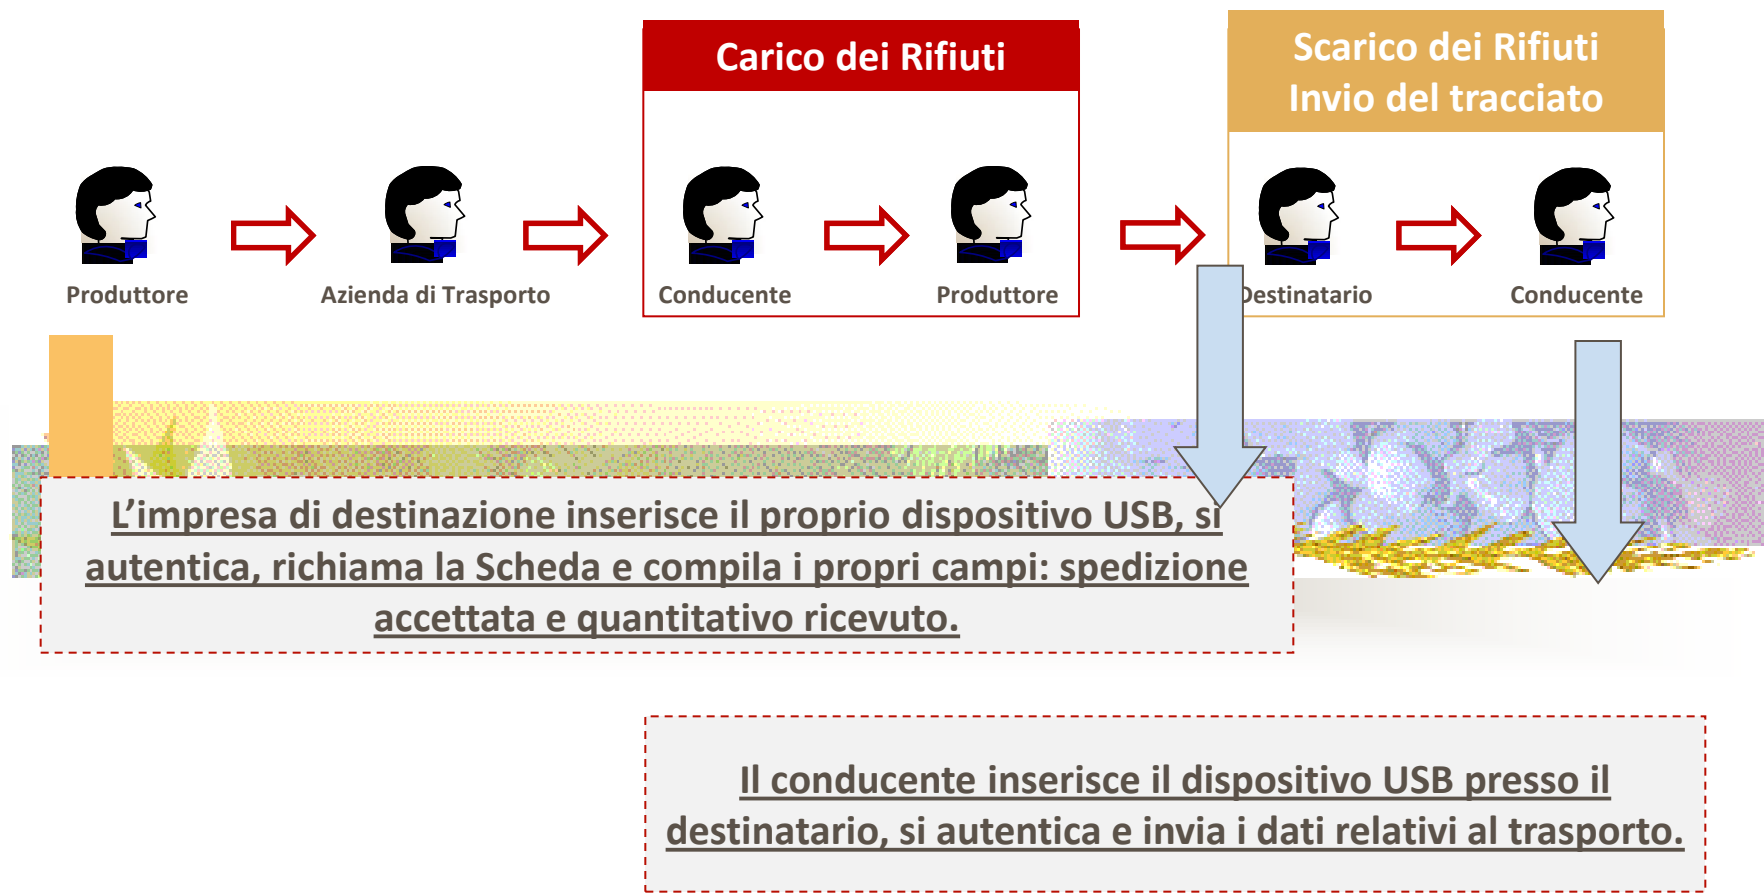 Carico dei Rifiuti
Scarico dei Rifiuti
Invio del tracciato
Produttore
Azienda di Trasporto
Conducente
Produttore
Destinatario
Conducente
L’impresa di destinazione inserisce il proprio dispositivo USB, si
autentica, richiama la Scheda e compila i propri campi: spedizione
accettata e quantitativo ricevuto.
Il conducente inserisce il dispositivo USB presso il
destinatario, si autentica e invia i dati relativi al trasporto.